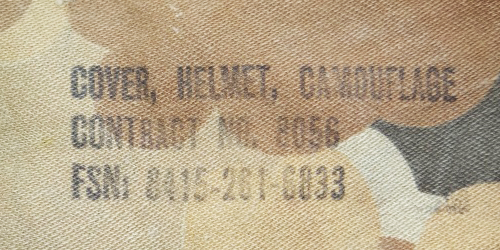 COVER, HELMET, CAMOUFLAGE
CONTRACT NO. 8056
FSN: 8415-261-6833